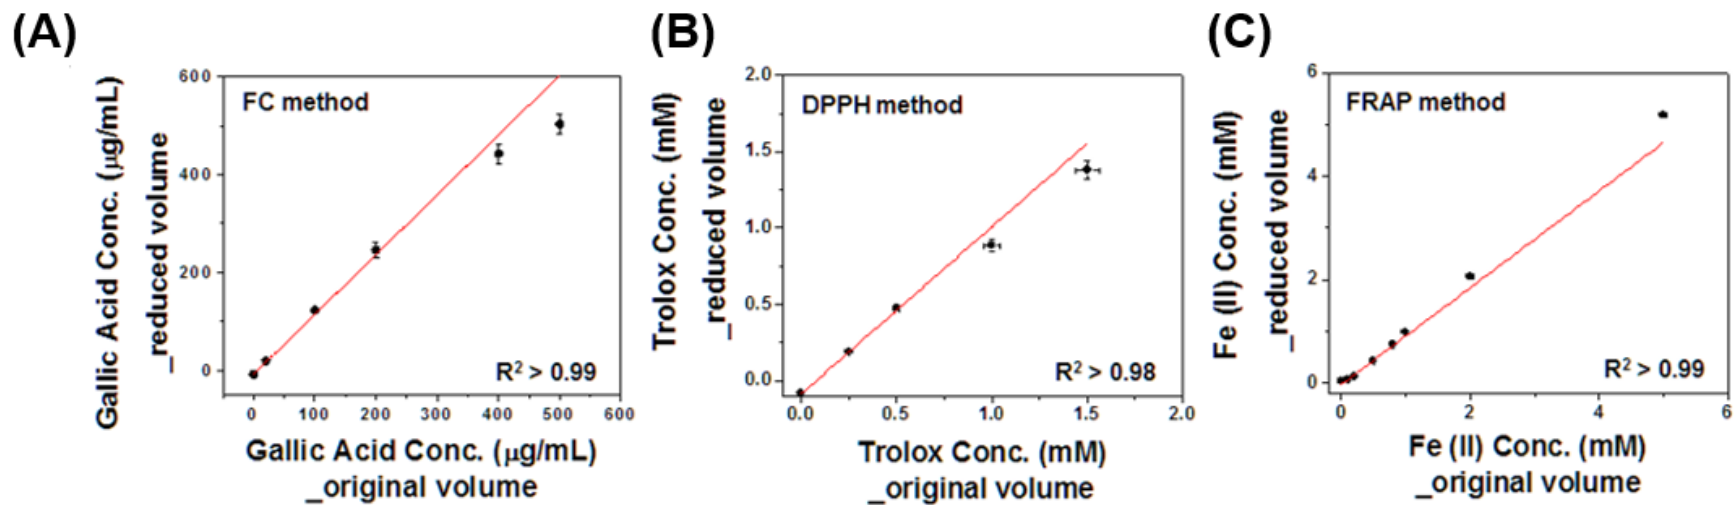 (A)
Gallic Acid Conc. (μg/mL)
_reduced volume
600
400
200
0
FC method
R² > 0.99
0 100 200 300 400 500 600
Gallic Acid Conc. (μg/mL)
_original volume
(B)
Trolox Conc. (mM)
_reduced volume
2.0
1.5
1.0
0.5
0.0
DPPH method
R² > 0.98
0.0 0.5 1.0 1.5 2.0
Trolox Conc. (mM)
_original volume
(C)
Fe (II) Conc. (mM)
_reduced volume
6
4
2
0
FRAP method
R² > 0.99
0 2 4 6
Fe (II) Conc. (mM)
_original volume